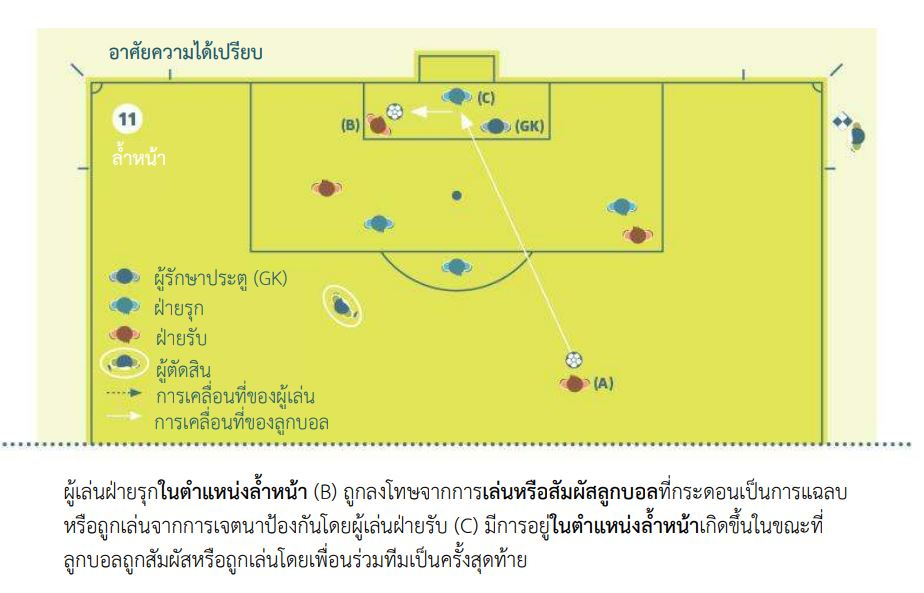 อาศัยความได้เปรียบ
(C)
11
(B)
(GK)
ล้ำหน้า
ผู้รักษาประตู (GK)
ฝ่ายรุก
ฝ่ายรับ
ผู้ตัดสิน
(A)
การเคลื่อนที่ของผู้เล่น
การเคลื่อนที่ของลูกบอล
ผู้เล่นฝ่ายรุกในตำแหน่งล้ำหน้า (B) ถูกลงโทษจากการเล่นหรือสัมผัสลูกบอลที่กระดอนเป็นการแฉลบ
หรือถูกเล่นจากการเจตนาป้องกันโดยผู้เล่นฝ่ายรับ (C) มีการอยู่ในตำแหน่งล้ำหน้าเกิดขึ้นในขณะที่
ลูกบอลถูกสัมผัสหรือถูกเล่นโดยเพื่อนร่วมทีมเป็นครั้งสุดท้าย